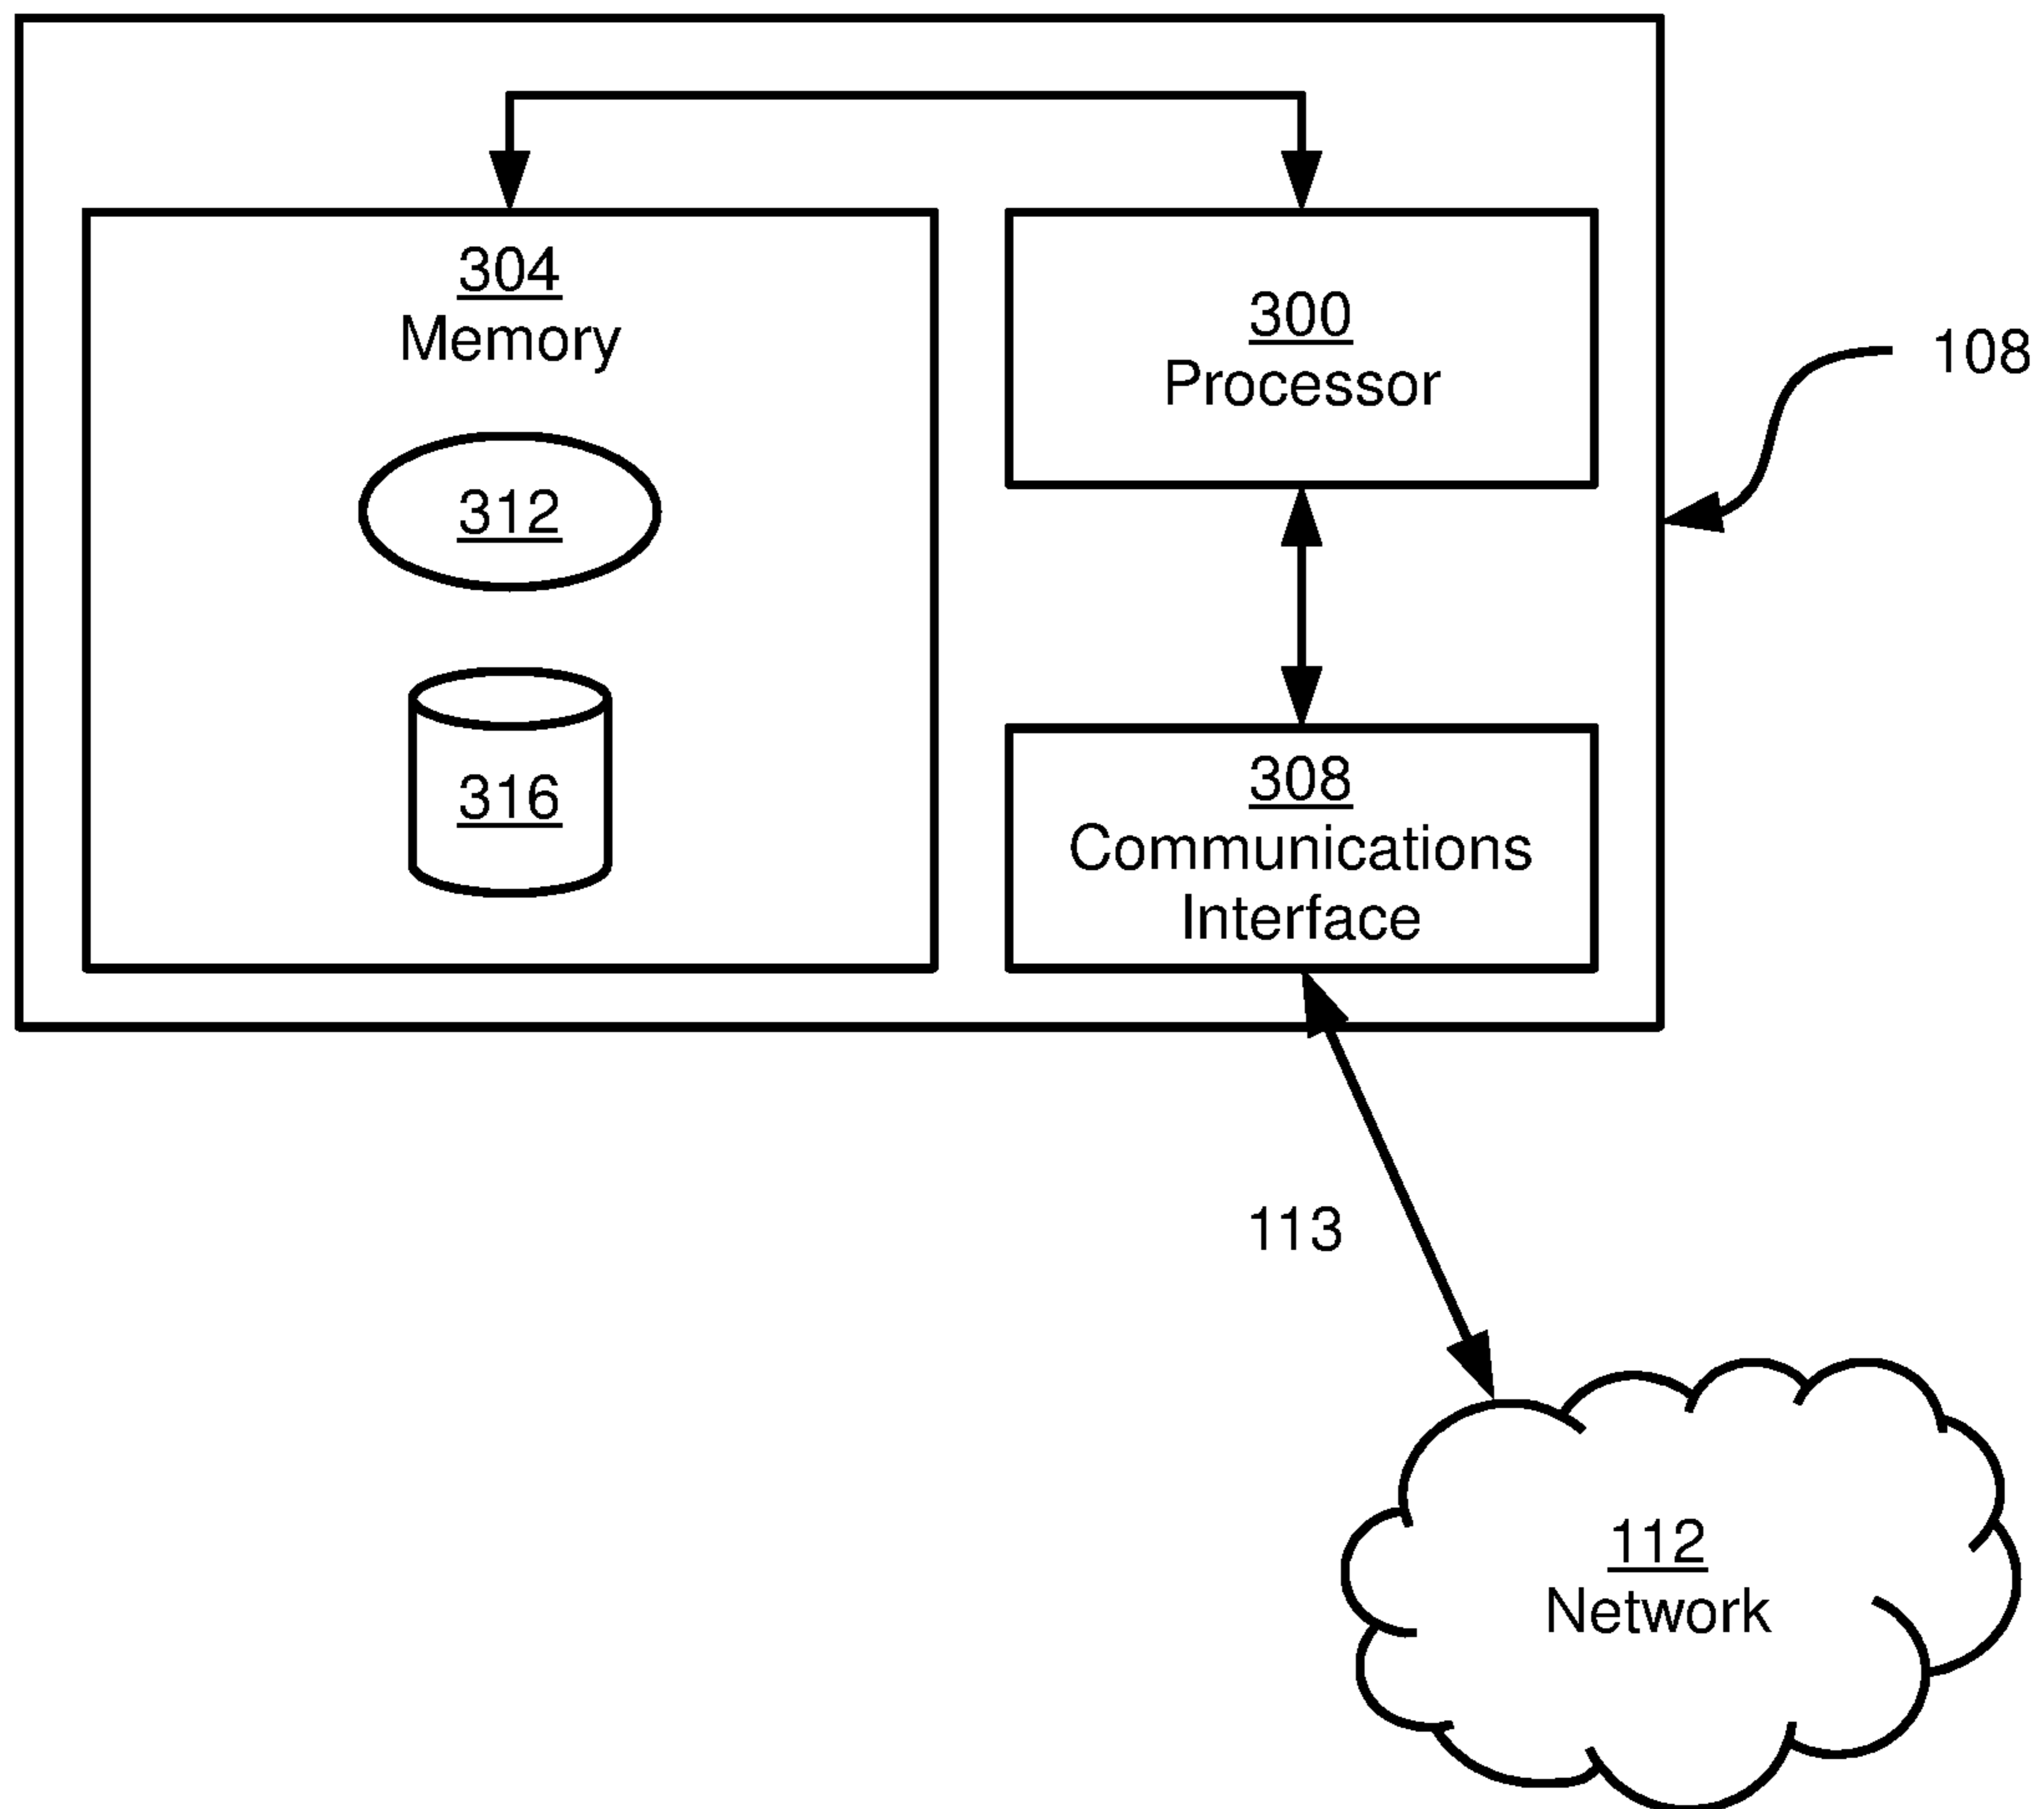 304
Memory
312
316
300
Processor
308
Communications
Interface
108
113
112
Network